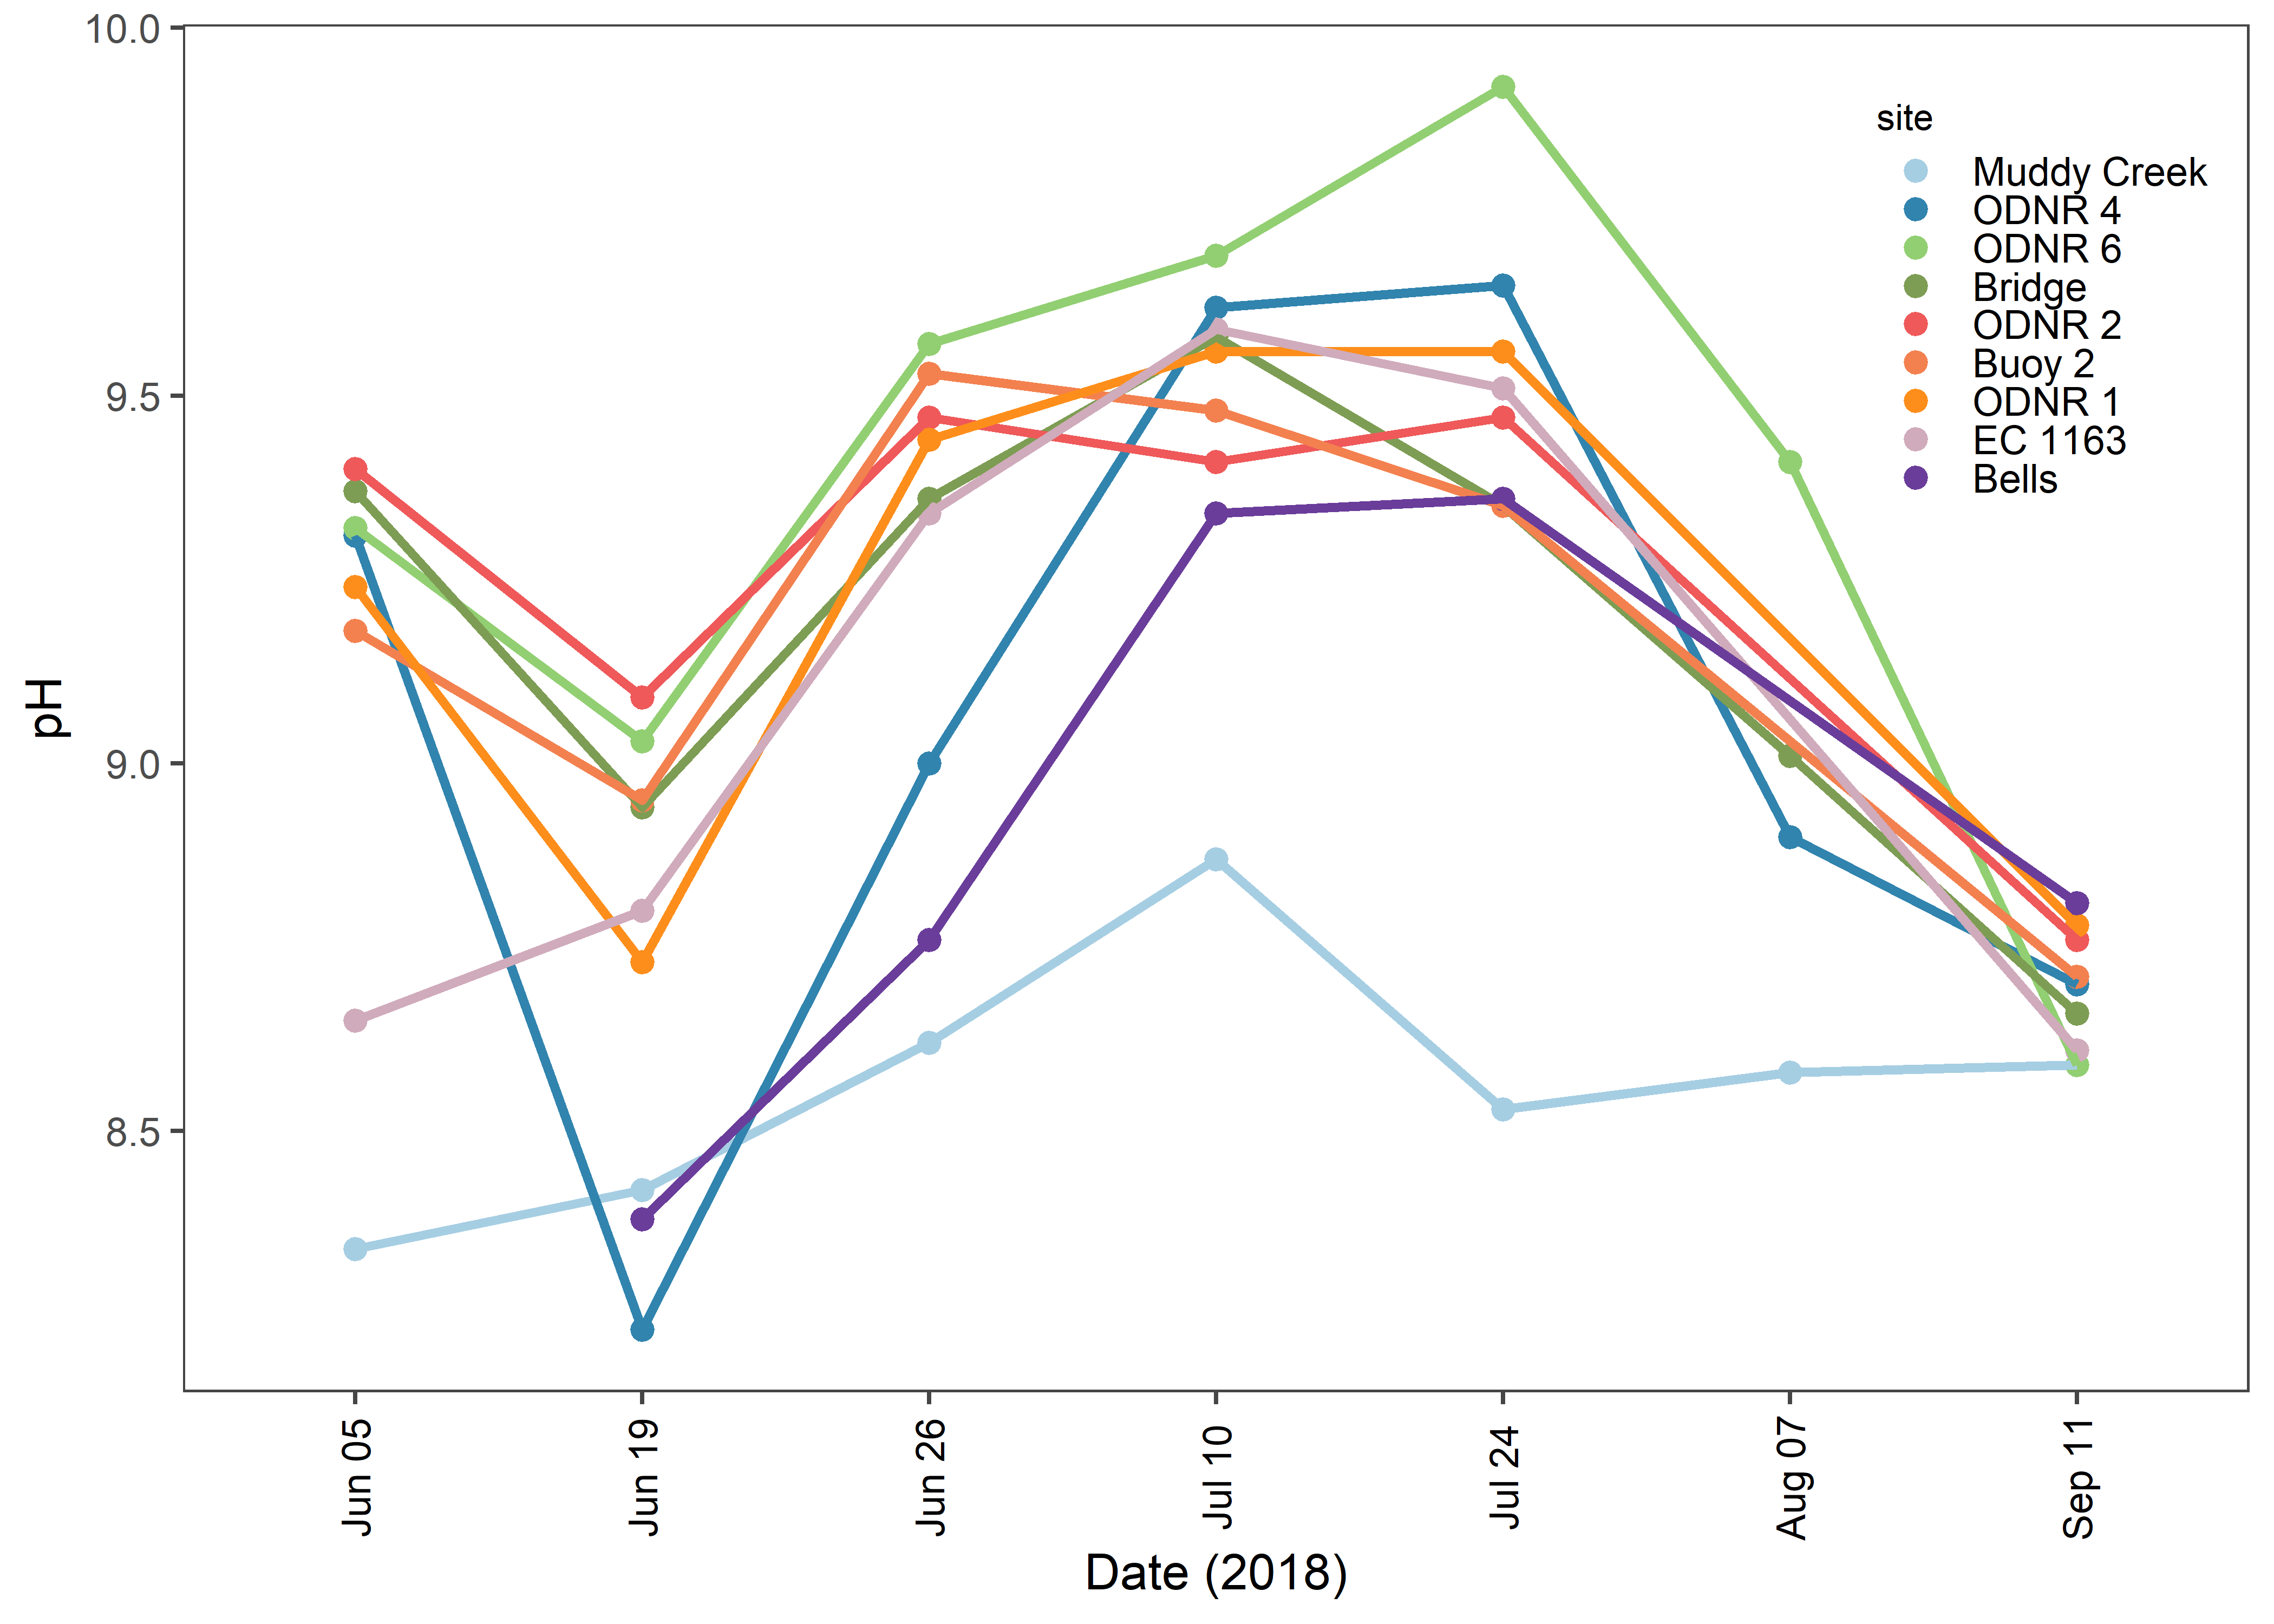 10.0
9.5
9.0
8.5
pH
site
Muddy Creek
ODNR 4
ODNR 6
Bridge
ODNR 2
Buoy 2
ODNR 1
EC 1163
Bells
Jun 05
Jun 19
Jun 26
Jul 10
Jul 24
Aug 07
Sep 11
Date (2018)